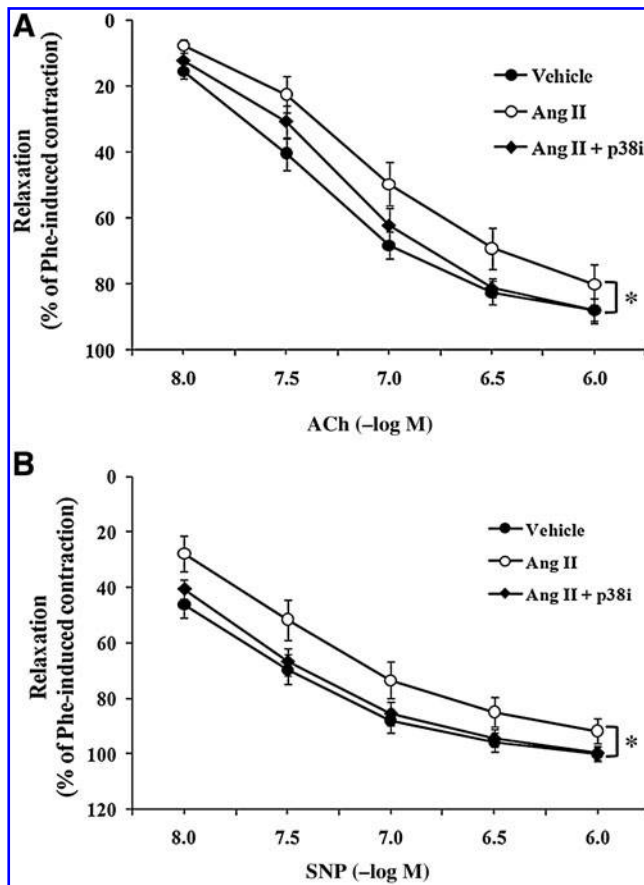 A
0
20
40
60
80
100
Relaxation
(% of Phe-induced contraction)
Vehicle
Ang II
Ang II + p38i
*
8.0 7.5 7.0 6.5 6.0
ACh (–log M)
B
0
20
40
60
80
100
120
Relaxation
(% of Phe-induced contraction)
Vehicle
Ang II
Ang II + p38i
*
8.0 7.5 7.0 6.5 6.0
SNP (–log M)